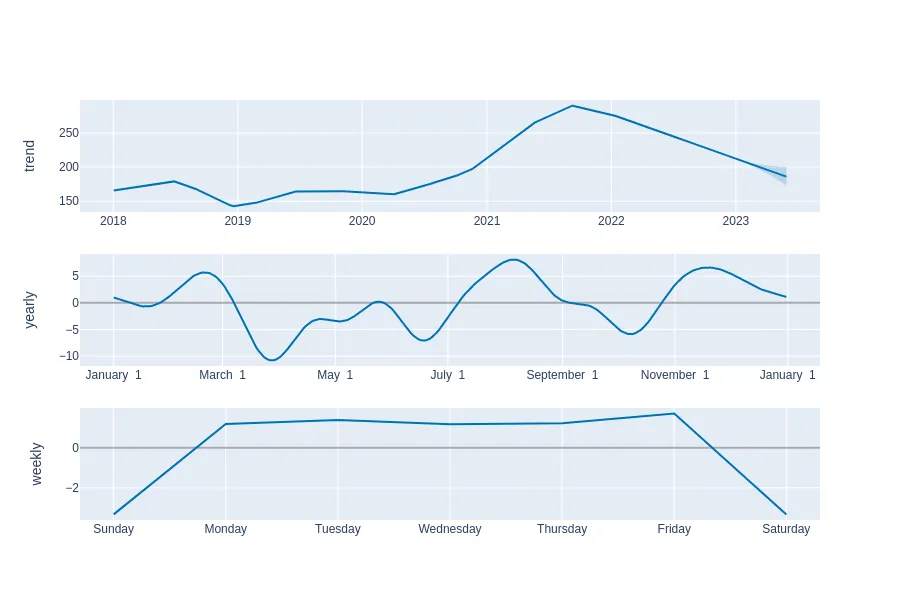 trend
250
200
150
2018 2019 2020 2021 2022 2023
yearly
5
0
−5
−10
January 1 March 1 May 1 July 1 September 1 November 1 January 1
weekly
0
−2
Sunday Monday Tuesday Wednesday Thursday Friday Saturday